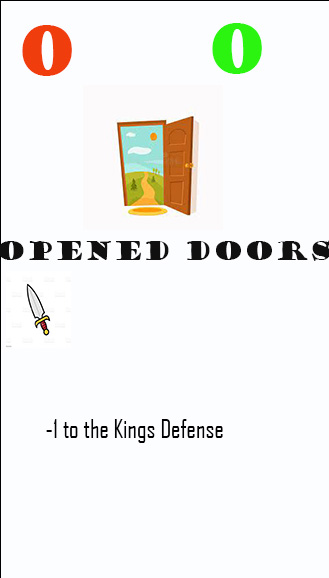 0 0
OPENED DOORS
-1 to the Kings Defense